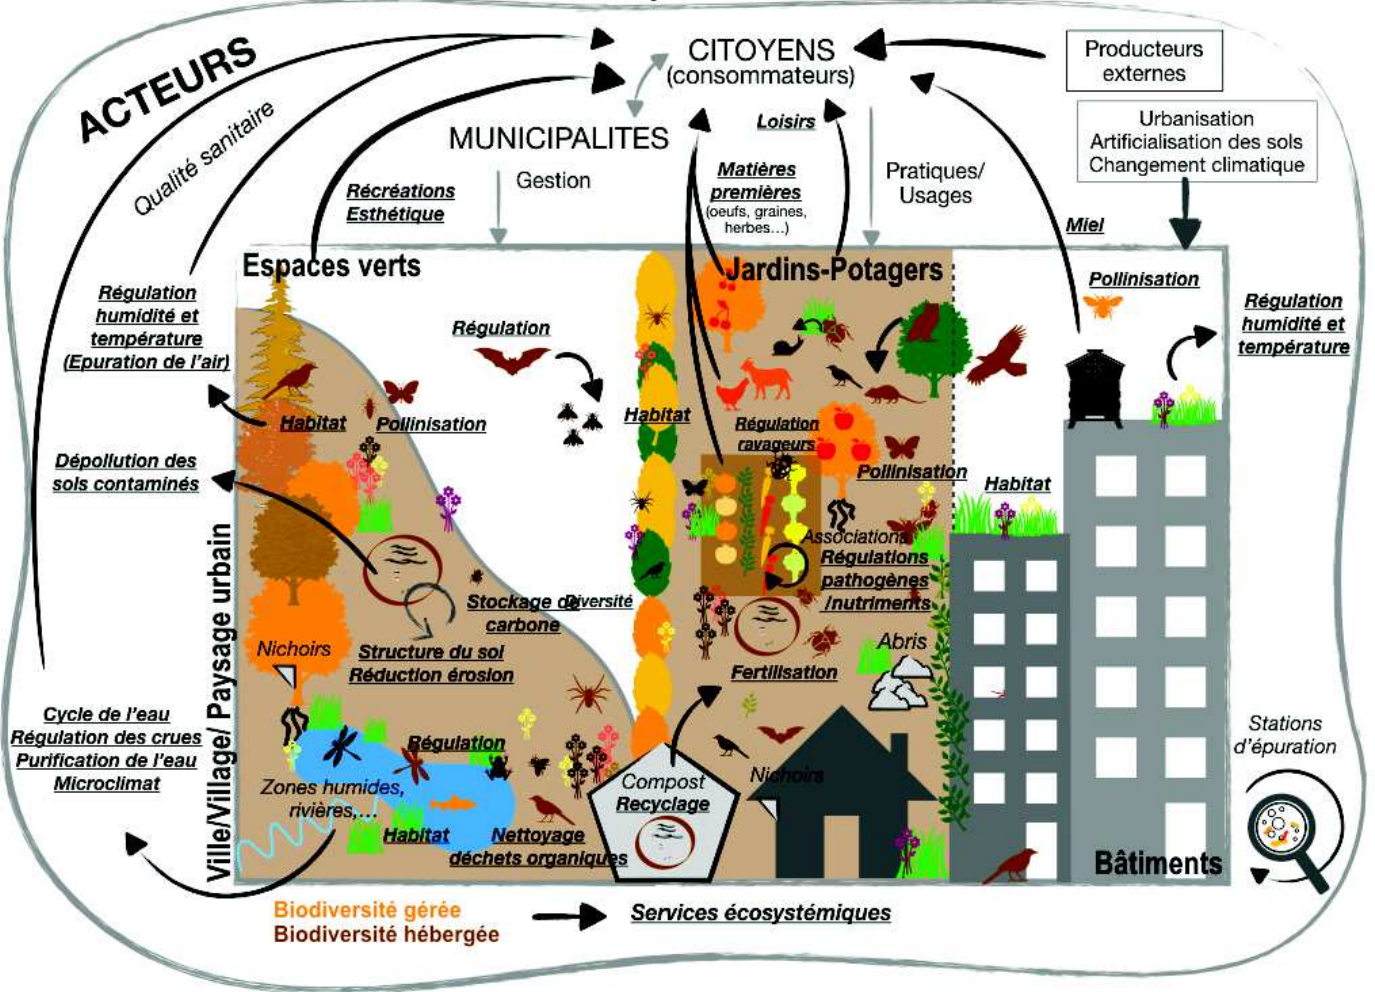 ACTEURS
CITOYENS
(consommateurs)
Producteurs
externes
Urbanisation
Artificialisation des sols
Changement climatique
Qualité sanitaire
MUNICIPALITES
Gestion
Loisirs
Matières
premières
(oeufs, graines,
herbes...)
Pratiques/
Usages
Récréations
Esthétique
Miel
Espaces verts
Jardins-Potagers
Pollinisation
Régulation
humidité et
température
(Epuration de l'air)
Régulation
Régulation
humidité et
température
Habitat
Pollinisation
Habitat
Régulation
ravageurs
Pollinisation
Habitat
Dépollution des
sols contaminés
Associations
Régulations
pathogènes
/nutriments
Stockage de
carbone
Diversité
Structure du sol
Réduction érosion
Nichoirs
Abris
Fertilisation
Ville/Village/ Paysage urbain
Cycle de l'eau
Régulation des crues
Purification de l'eau
Microclimat
Régulation
Zones humides,
rivières,...
Habitat
Nettoyage
déchets organiques
Compost
Recyclage
Nichoirs
Stations
d'épuration
Bâtiments
Biodiversité gérée
Biodiversité hébergée
Services écosystémiques